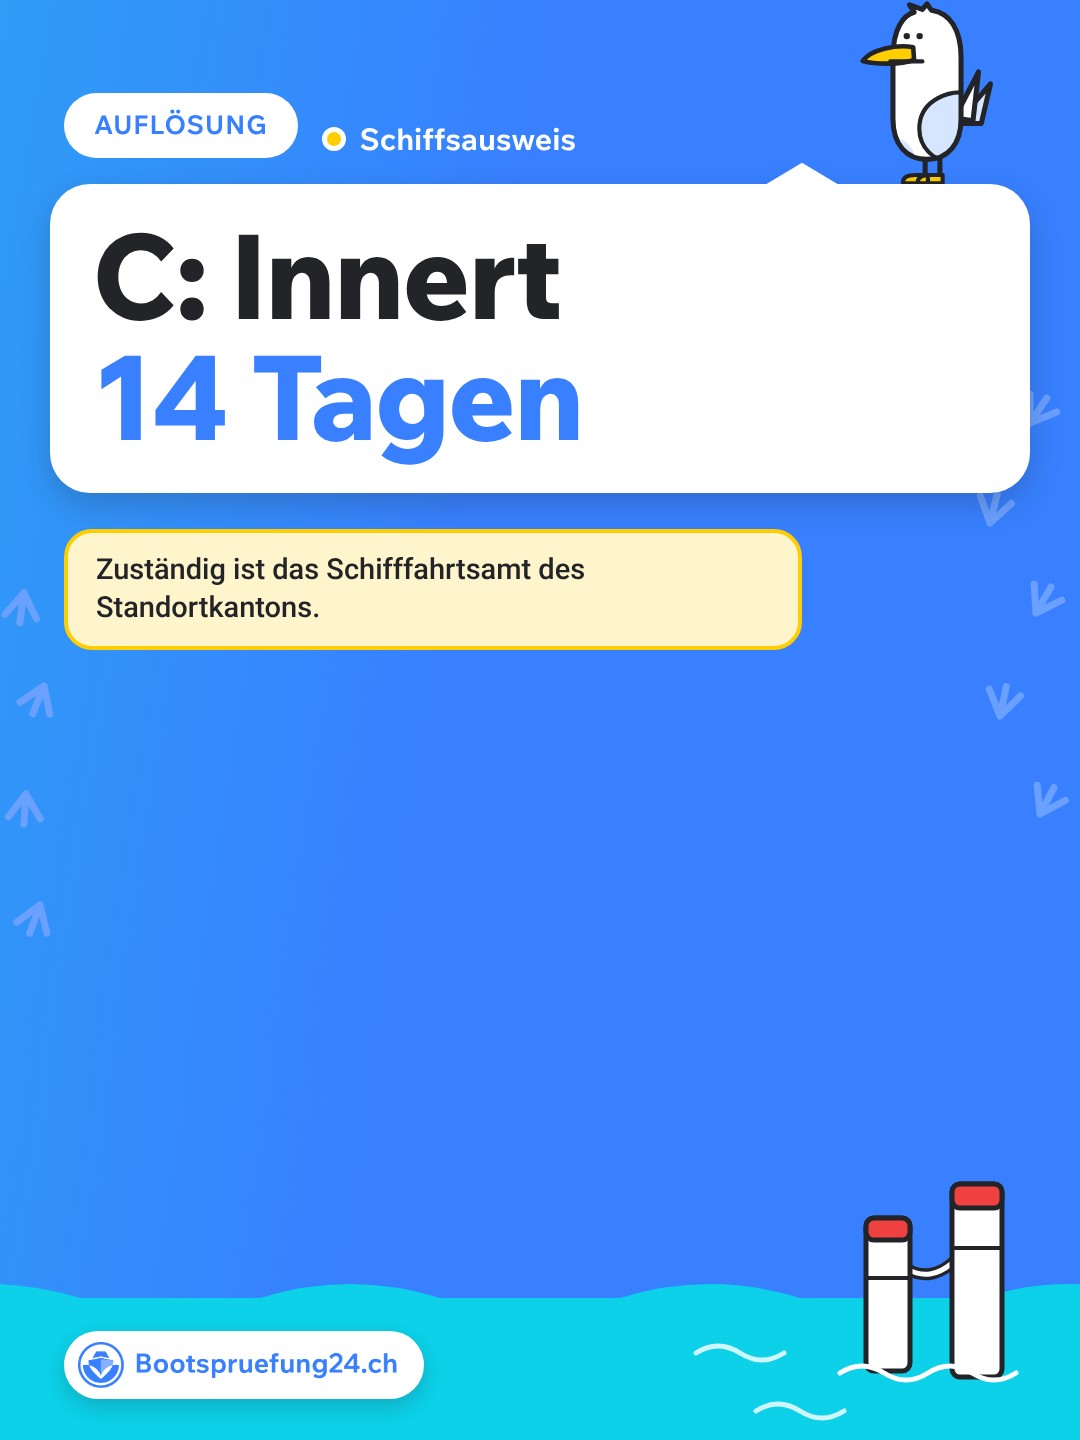 AUFLÖSUNG
Schiffsausweis
C: Innert
14 Tagen
Zuständig ist das Schifffahrtsamt des
Standortkantons.
Bootspruefung24.ch